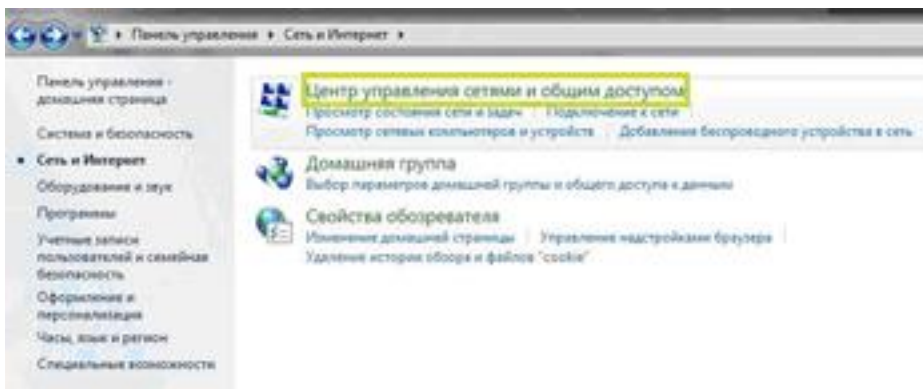 Панель управления ▸ Сеть и Интернет ▸
Панель управления -
домашняя страница
Система и безопасность
Сеть и Интернет
Оборудование и звук
Программы
Учетные записи
пользователей и семейная
безопасность
Оформление и
персонализация
Часы, язык и регион
Специальные возможности
Центр управления сетями и общим доступом
Просмотр состояния сети и задач Подключение к сети
Просмотр сетевых компьютеров и устройств Добавление беспроводного устройства в сеть
Домашняя группа
Выбор параметров домашней группы и общего доступа к данным
Свойства обозревателя
Изменение домашней страницы Управление надстройками браузера
Удаление истории обзора и файлов "cookie"